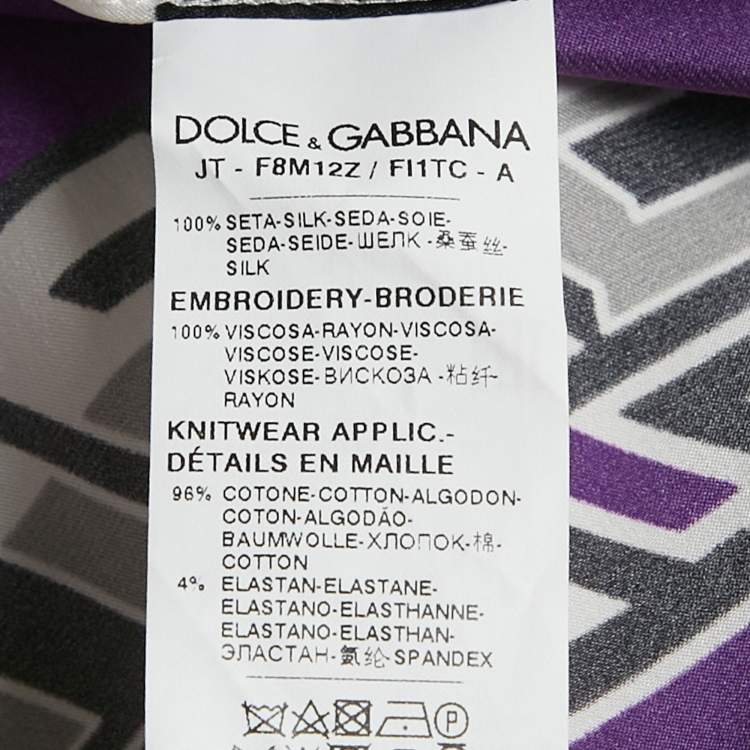 DOLCE & GABBANA
JT - F8M12Z / FI1TC - A
100% SETA-SILK-SEDA-SOIE-
SEDA-SEIDE-ШЕЛК-桑蚕丝-
SILK
EMBROIDERY-BRODERIE
100% VISCOSA-RAYON-VISCOSA-
VISCOSE-VISCOSE-
VISKOSE-ВИСКОЗА-粘纤-
RAYON
KNITWEAR APPLIC.-
DÉTAILS EN MAILLE
96% COTONE-COTTON-ALGODON-
COTON-ALGODÃO-
BAUMWOLLE-ХЛОПОК-棉-
COTTON
4% ELASTAN-ELASTANE-
ELASTANO-ELASTHANNE-
ELASTANO-ELASTHAN-
ЭЛАСТАН-氨纶-SPANDEX
P